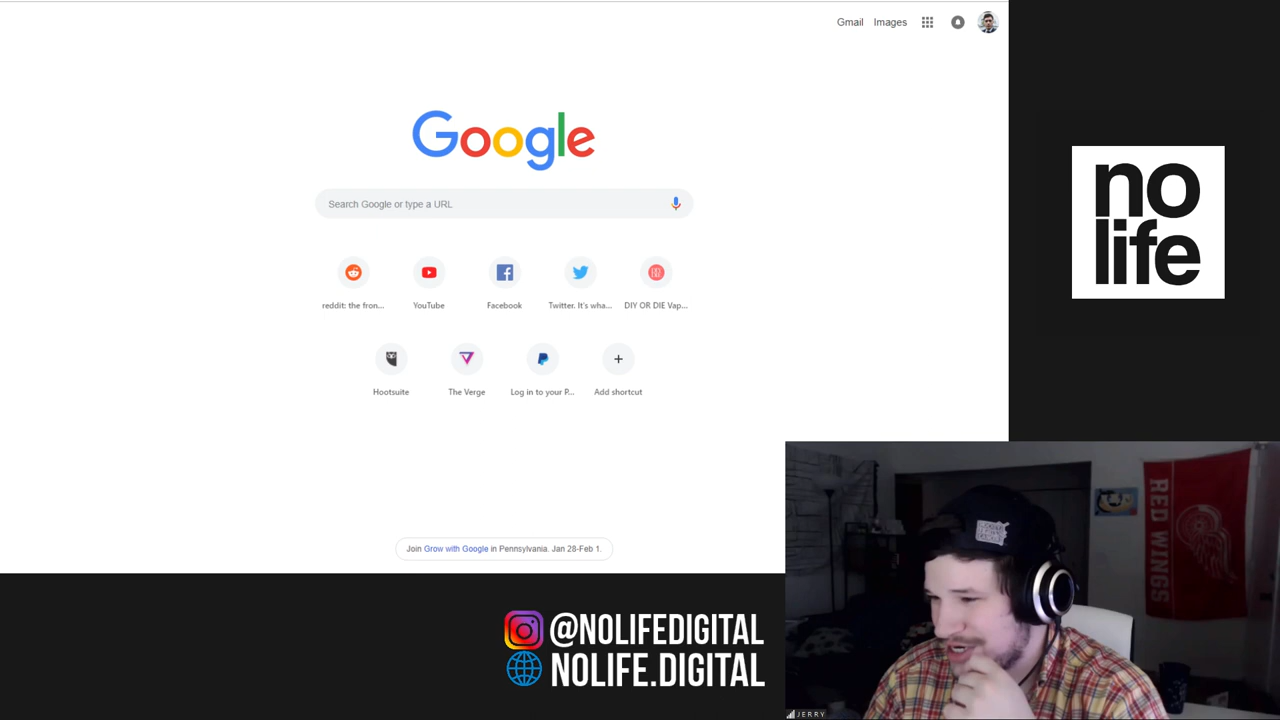 Gmail Images
Google
Search Google or type a URL
reddit: the fron... YouTube Facebook Twitter. It's wha... DIY OR DIE Vap...
Hootsuite The Verge Log in to your P... Add shortcut
Join Grow with Google in Pennsylvania. Jan 28-Feb 1.
no
life
RED WINGS
@NOLIFEDIGITAL
NOLIFE.DIGITAL
JERRY